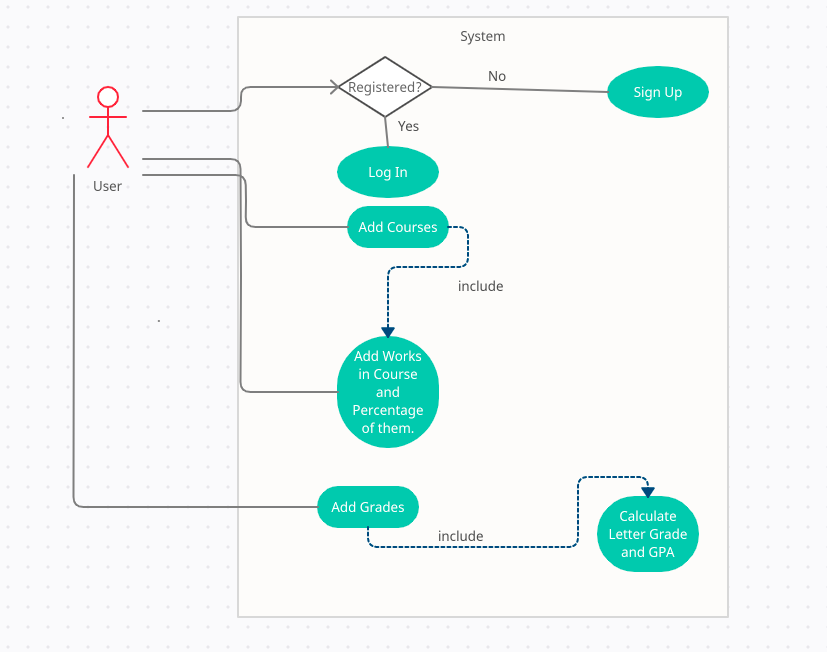 System
Registered?
No
Sign Up
Yes
Log In
User
Add Courses
include
Add Works
in Course
and
Percentage
of them.
Add Grades
include
Calculate
Letter Grade
and GPA